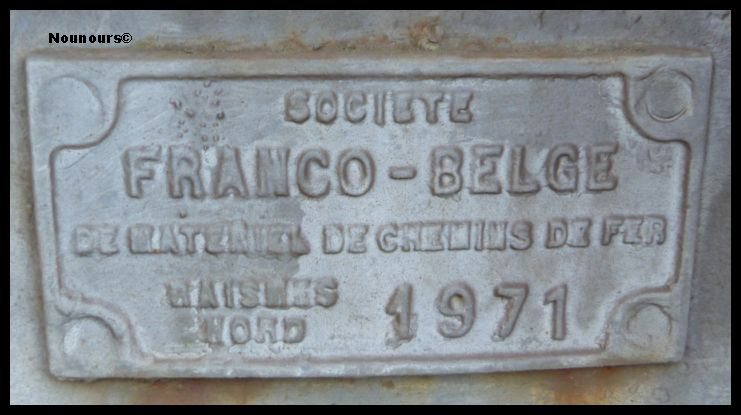 Nounours©
SOCIETE
FRANCO-BELGE
DE MATERIEL DE CHEMINS DE FER
RAISMES
NORD
1971